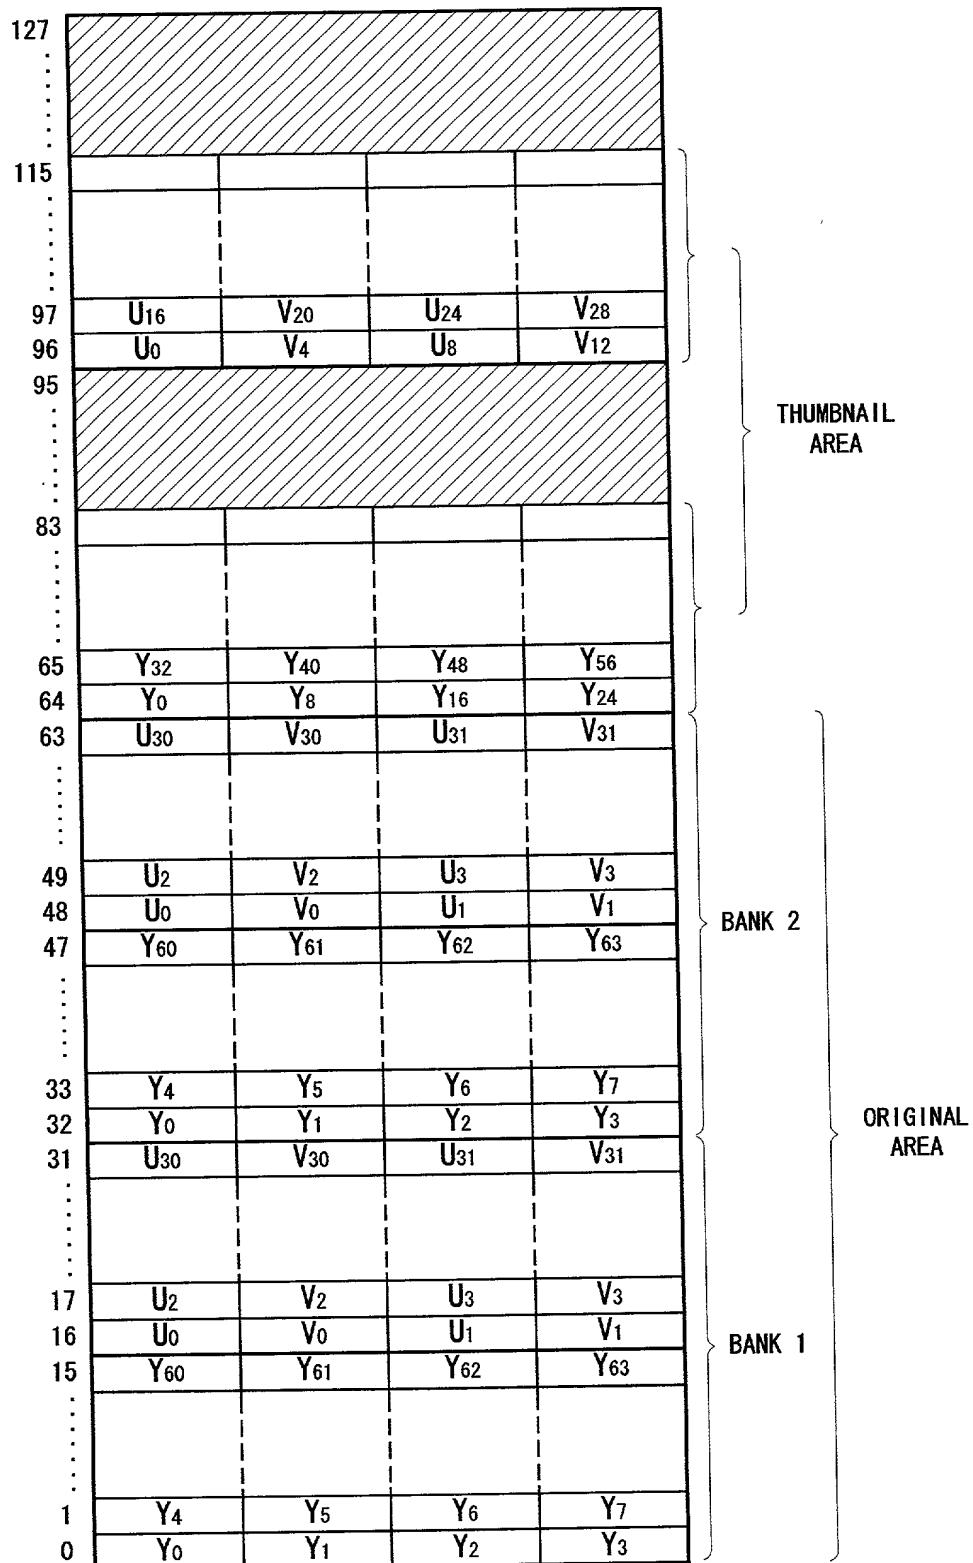 127
115
97 U16 V20 U24 V28
96 U0 V4 U8 V12
95
THUMBNAIL
AREA
83
65 Y32 Y40 Y48 Y56
64 Y0 Y8 Y16 Y24
63 U30 V30 U31 V31
49 U2 V2 U3 V3
48 U0 V0 U1 V1
BANK 2
47 Y60 Y61 Y62 Y63
33 Y4 Y5 Y6 Y7
32 Y0 Y1 Y2 Y3
ORIGINAL
AREA
31 U30 V30 U31 V31
17 U2 V2 U3 V3
16 U0 V0 U1 V1
BANK 1
15 Y60 Y61 Y62 Y63
1 Y4 Y5 Y6 Y7
0 Y0 Y1 Y2 Y3